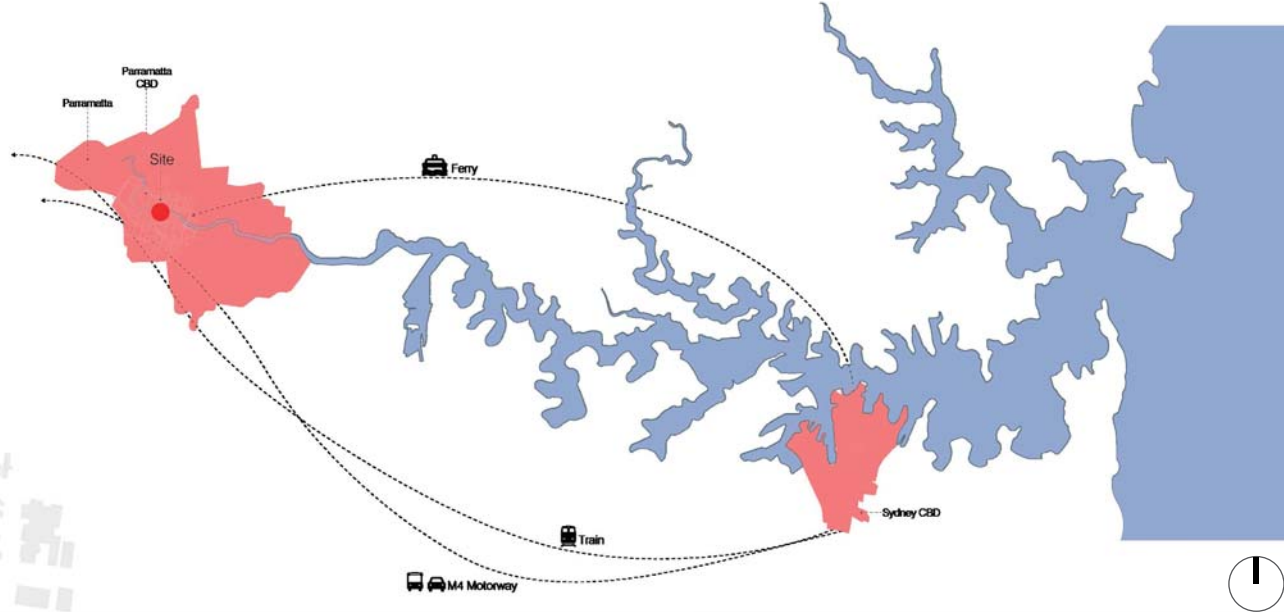 Parramatta
CBD
Parramatta
Site
Ferry
Sydney CBD
Train
M4 Motorway